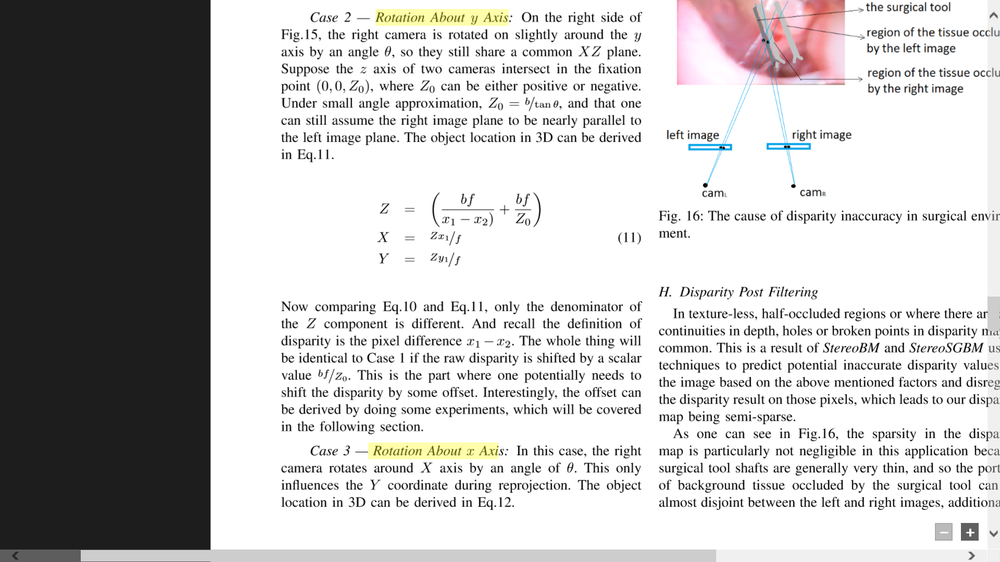 Case 2 — Rotation About y Axis: On the right side of
Fig.15, the right camera is rotated on slightly around the y
axis by an angle θ, so they still share a common XZ plane.
Suppose the z axis of two cameras intersect in the fixation
point (0, 0, Z₀), where Z₀ can be either positive or negative.
Under small angle approximation, Z₀ = b/tan θ, and that one
can still assume the right image plane to be nearly parallel to
the left image plane. The object location in 3D can be derived
in Eq.11.
Z = ( bf / x₁ − x₂) + bf / Z₀ )
X = Zx₁/f (11)
Y = Zy₁/f
Now comparing Eq.10 and Eq.11, only the denominator of
the Z component is different. And recall the definition of
disparity is the pixel difference x₁ − x₂. The whole thing will
be identical to Case 1 if the raw disparity is shifted by a scalar
value bf/Z₀. This is the part where one potentially needs to
shift the disparity by some offset. Interestingly, the offset can
be derived by doing some experiments, which will be covered
in the following section.
Case 3 — Rotation About x Axis: In this case, the right
camera rotates around X axis by an angle of θ. This only
influences the Y coordinate during reprojection. The object
location in 3D can be derived in Eq.12.
the surgical tool
region of the tissue occlu
by the left image
region of the tissue occlu
by the right image
left image
right image
camL
camR
Fig. 16: The cause of disparity inaccuracy in surgical envir
ment.
H. Disparity Post Filtering
In texture-less, half-occluded regions or where there ar
continuities in depth, holes or broken points in disparity ma
common. This is a result of StereoBM and StereoSGBM us
techniques to predict potential inaccurate disparity values
the image based on the above mentioned factors and disreg
the disparity result on those pixels, which leads to our dispa
map being semi-sparse.
As one can see in Fig.16, the sparsity in the dispa
map is particularly not negligible in this application beca
surgical tool shafts are generally very thin, and so the port
of background tissue occluded by the surgical tool can
almost disjoint between the left and right images, additiona